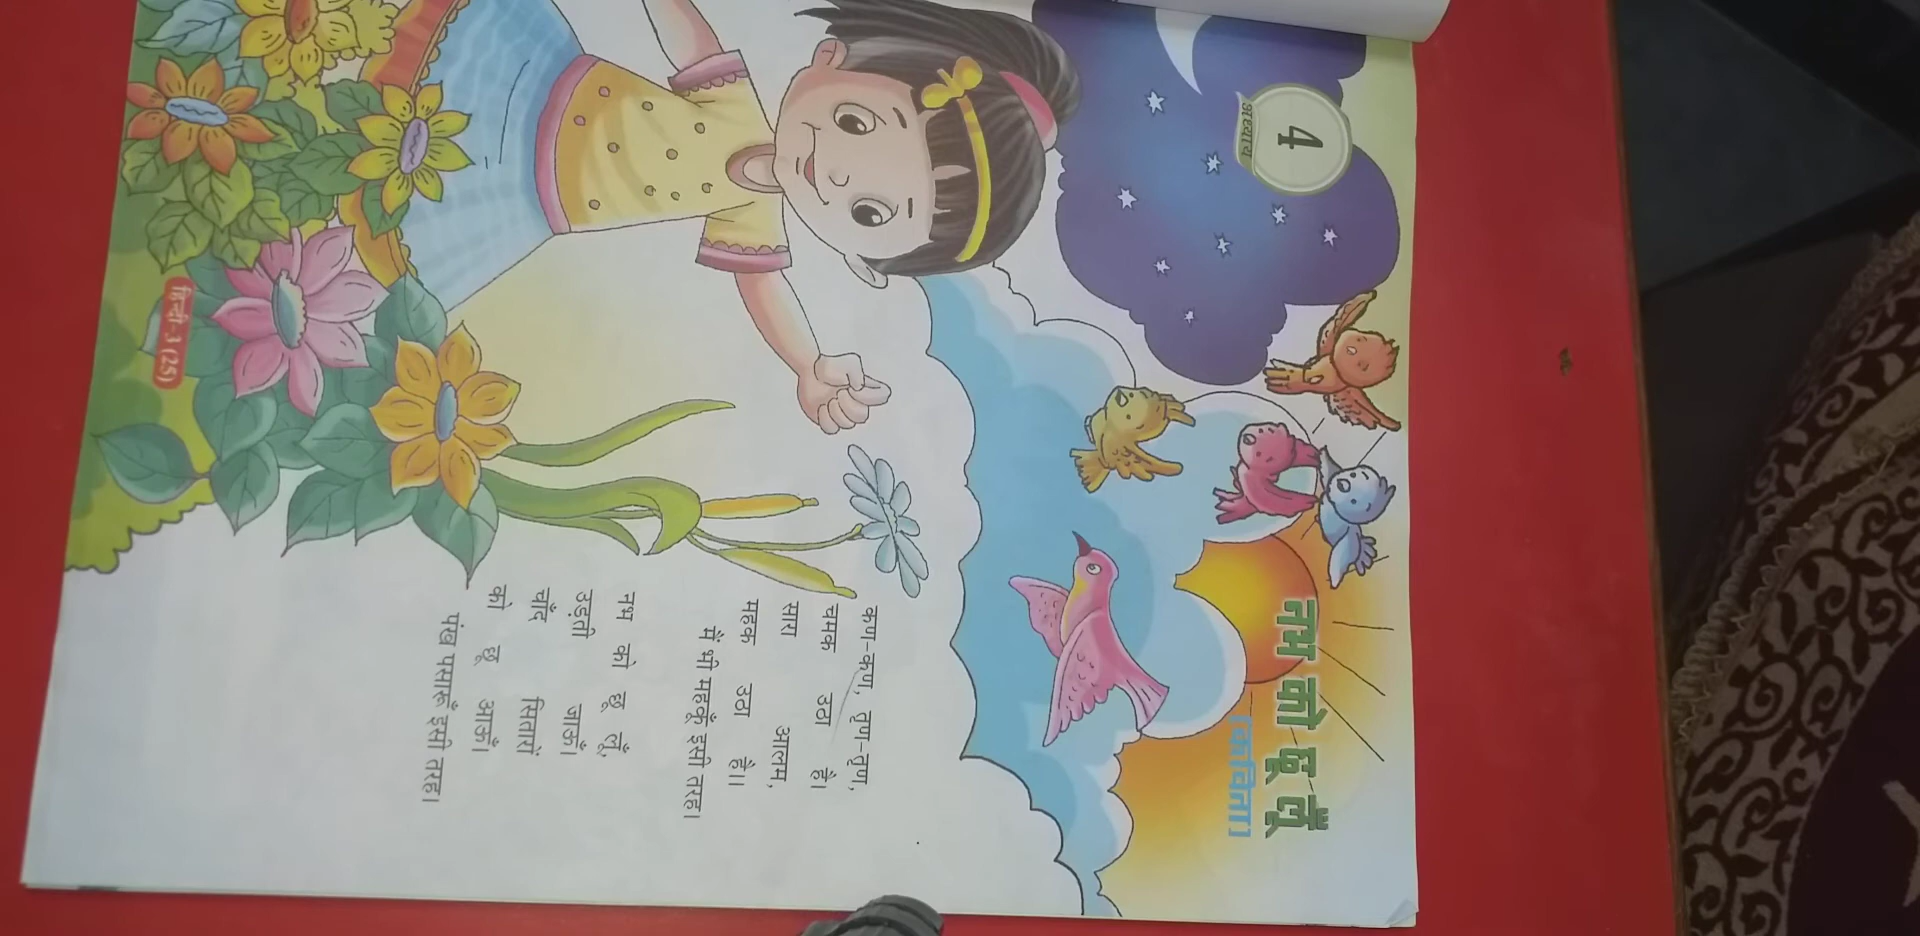 4
अध्याय
नभ को छू लूँ
(कविता)
कण-कण, तृण-तृण,
चमक उठा है।
सारा आलम,
महक उठा है।।
में भी महकूँ इसी तरह।
नभ को छू लूँ,
उड़ती जाऊँ।
चाँद सितारों
को छू आऊँ।
पंख पसारूँ इसी तरह।
हिन्दी-3 (25)